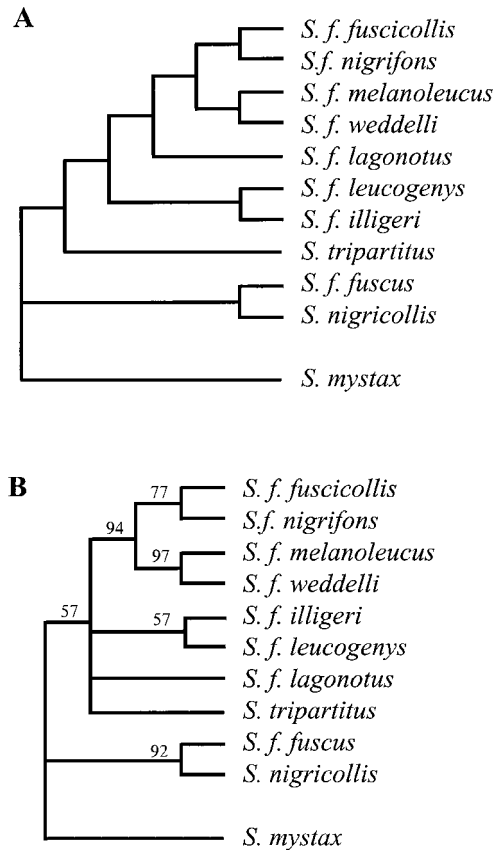 A
S. f. fuscicollis
S.f. nigrifons
S. f. melanoleucus
S. f. weddelli
S. f. lagonotus
S. f. leucogenys
S. f. illigeri
S. tripartitus
S. f. fuscus
S. nigricollis
S. mystax
B
77 S. f. fuscicollis
S.f. nigrifons
94
97 S. f. melanoleucus
S. f. weddelli
57
57 S. f. illigeri
S. f. leucogenys
S. f. lagonotus
S. tripartitus
92 S. f. fuscus
S. nigricollis
S. mystax